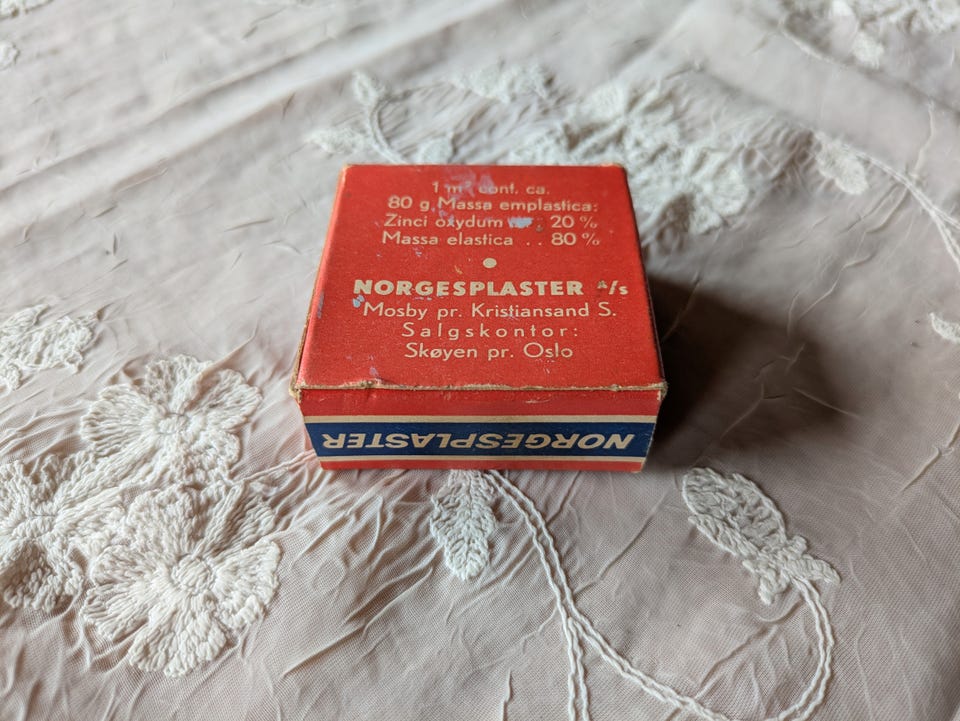 1 m² cont. ca.
80 g Massa emplastica:
Zinci oxydum . . 20 %
Massa elastica . . 80 %
NORGESPLASTER A/s
Mosby pr. Kristiansand S.
Salgskontor:
Skøyen pr. Oslo
NORGESPLASTER